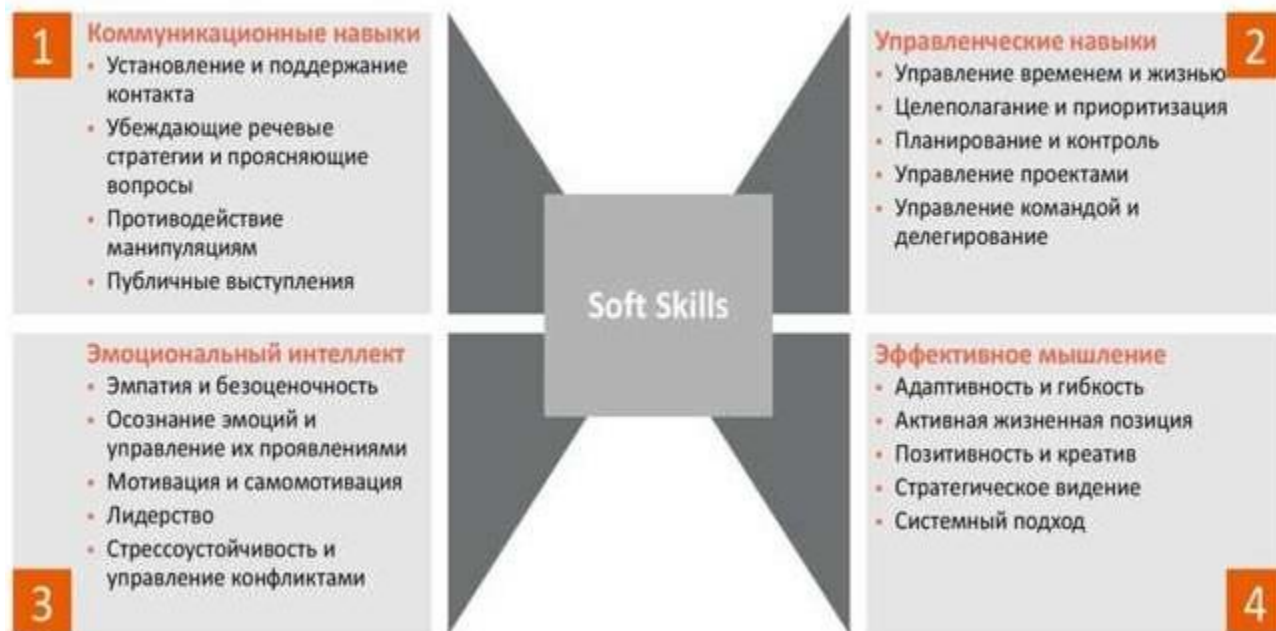 1
Коммуникационные навыки
• Установление и поддержание
контакта
• Убеждающие речевые
стратегии и проясняющие
вопросы
• Противодействие
манипуляциям
• Публичные выступления
2
Управленческие навыки
• Управление временем и жизнью
• Целеполагание и приоритизация
• Планирование и контроль
• Управление проектами
• Управление командой и
делегирование
Soft Skills
3
Эмоциональный интеллект
• Эмпатия и безоценочность
• Осознание эмоций и
управление их проявлениями
• Мотивация и самомотивация
• Лидерство
• Стрессоустойчивость и
управление конфликтами
4
Эффективное мышление
• Адаптивность и гибкость
• Активная жизненная позиция
• Позитивность и креатив
• Стратегическое видение
• Системный подход